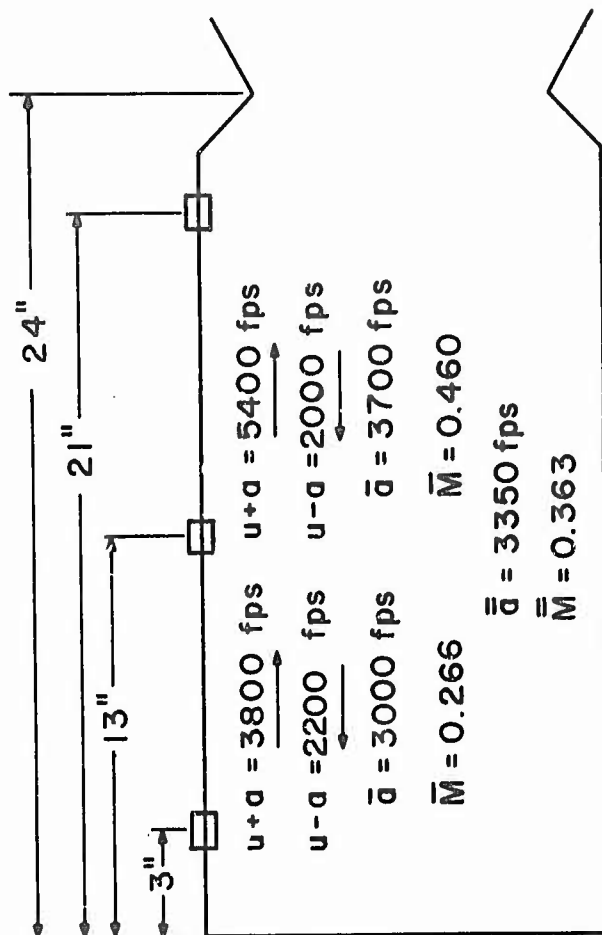 24"
21"
13"
3"
u+a = 3800 fps
u-a = 2200 fps
a̅ = 3000 fps
M̅ = 0.266
u+a = 5400 fps
u-a = 2000 fps
a̅ = 3700 fps
M̅ = 0.460
a̿ = 3350 fps
M̿ = 0.363